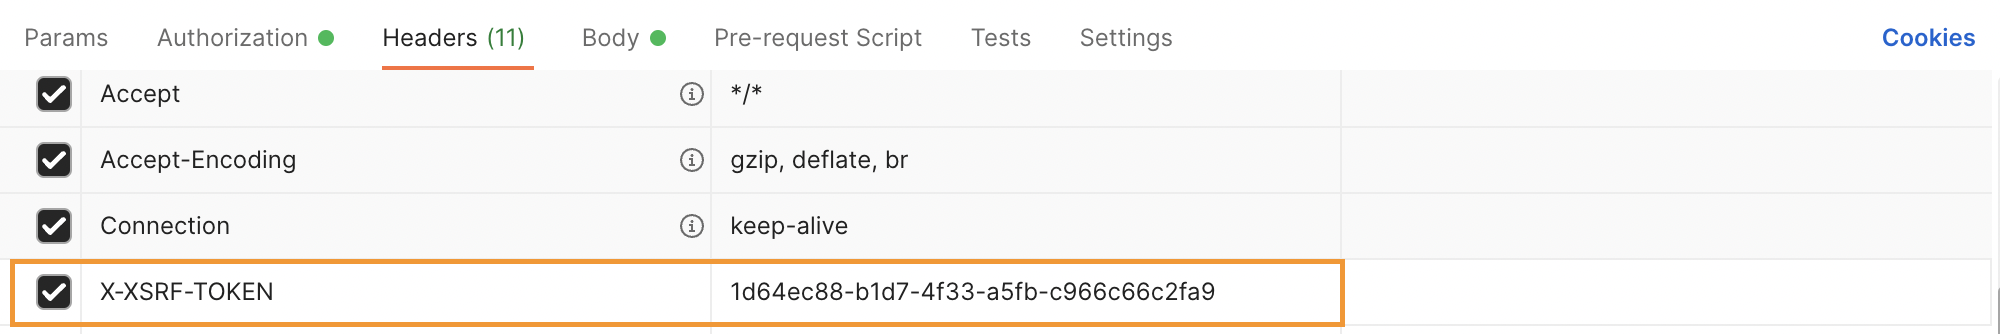 Params Authorization Headers (11) Body Pre-request Script Tests Settings Cookies
Accept */*
Accept-Encoding gzip, deflate, br
Connection keep-alive
X-XSRF-TOKEN 1d64ec88-b1d7-4f33-a5fb-c966c66c2fa9